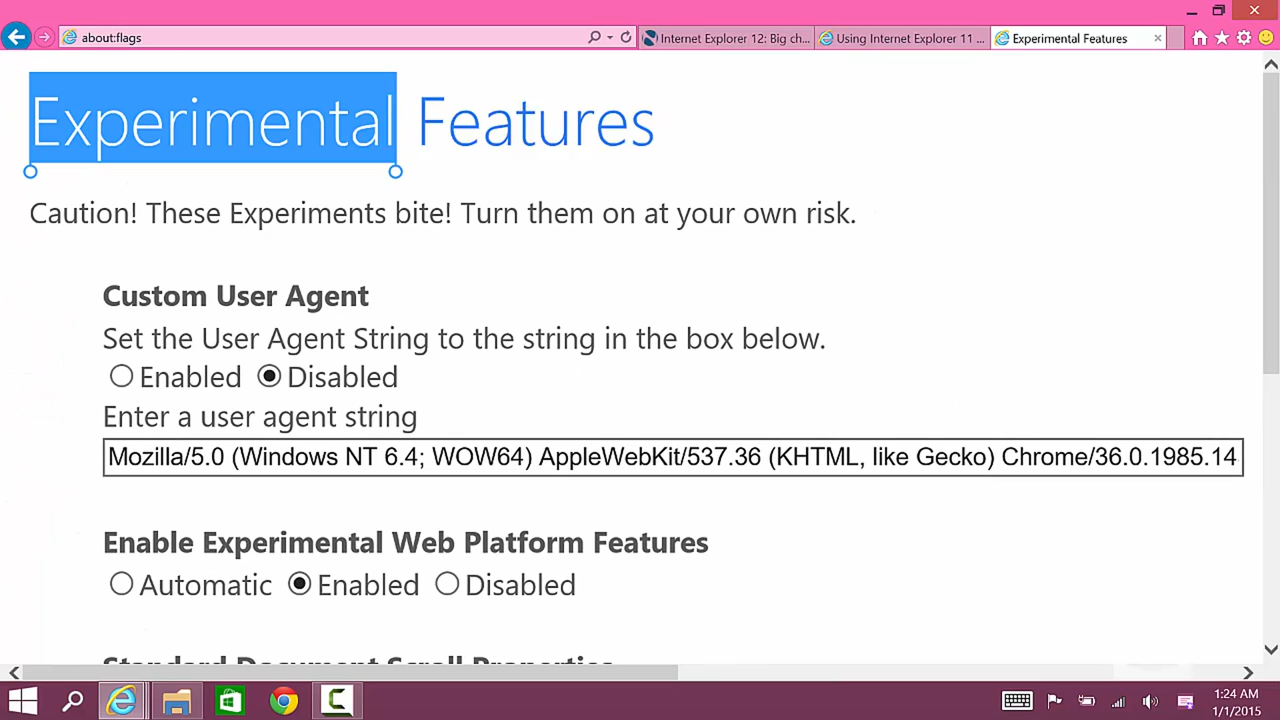 about:flags
Internet Explorer 12: Big ch...
Using Internet Explorer 11 ...
Experimental Features
Experimental Features
Caution! These Experiments bite! Turn them on at your own risk.
Custom User Agent
Set the User Agent String to the string in the box below.
Enabled Disabled
Enter a user agent string
Mozilla/5.0 (Windows NT 6.4; WOW64) AppleWebKit/537.36 (KHTML, like Gecko) Chrome/36.0.1985.14
Enable Experimental Web Platform Features
Automatic Enabled Disabled
Standard Document Scroll Properties
1:24 AM
1/1/2015